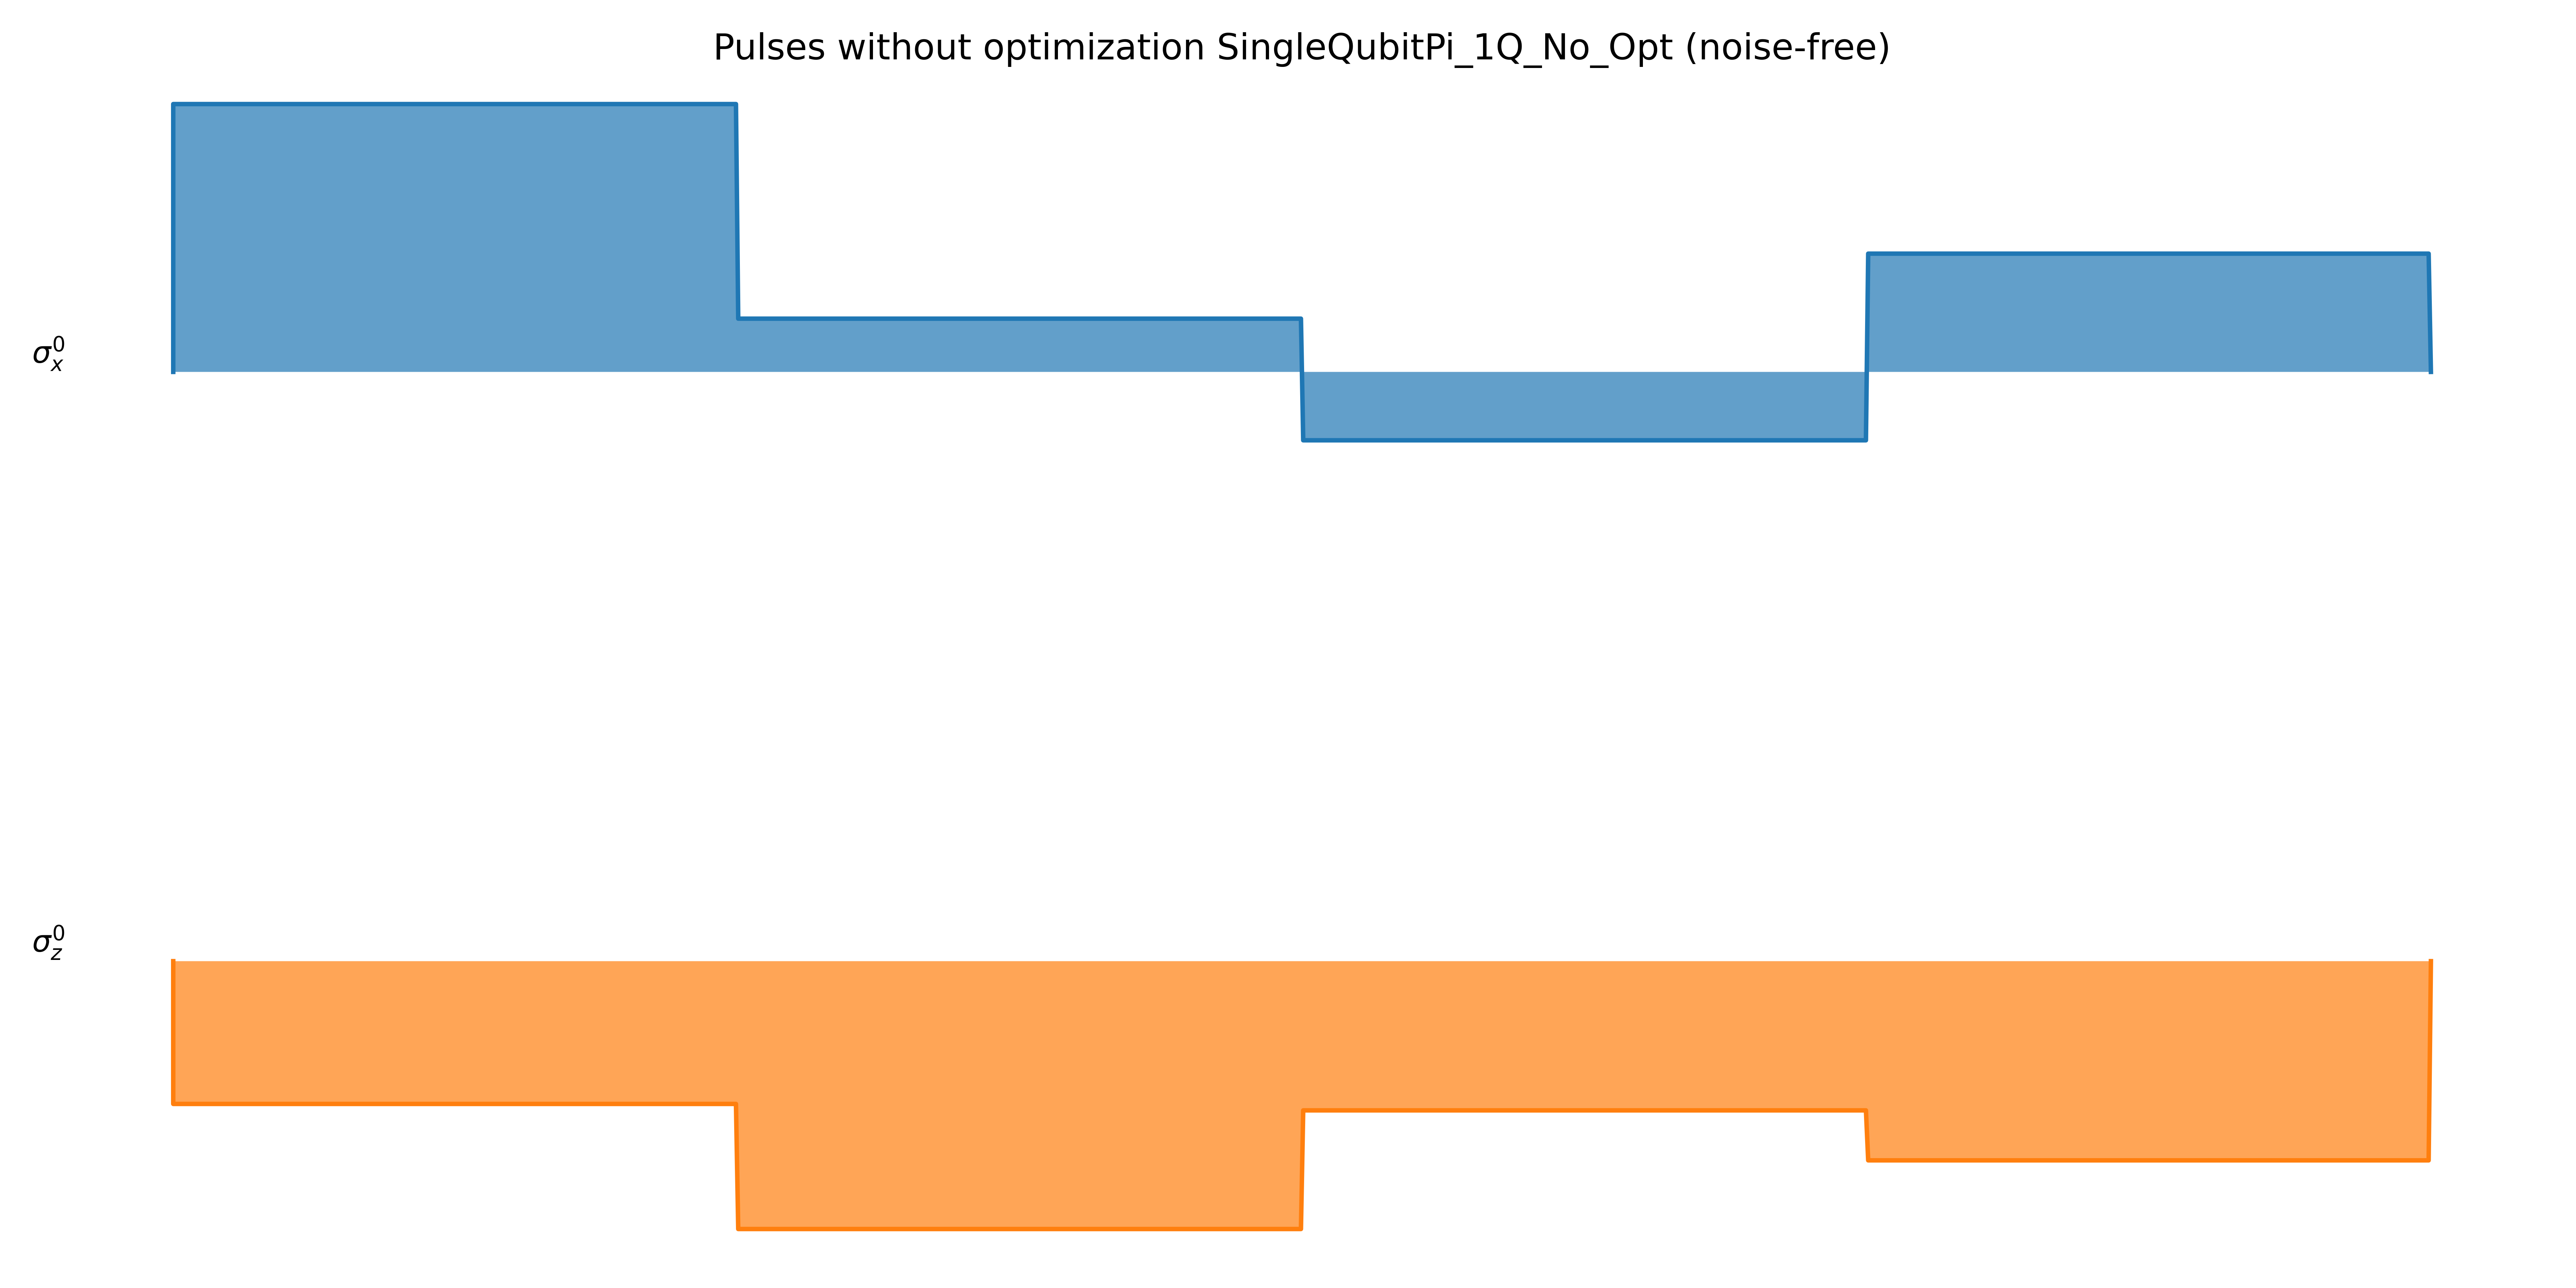 Pulses without optimization SingleQubitPi_1Q_No_Opt (noise-free)
σ_x^0
σ_z^0